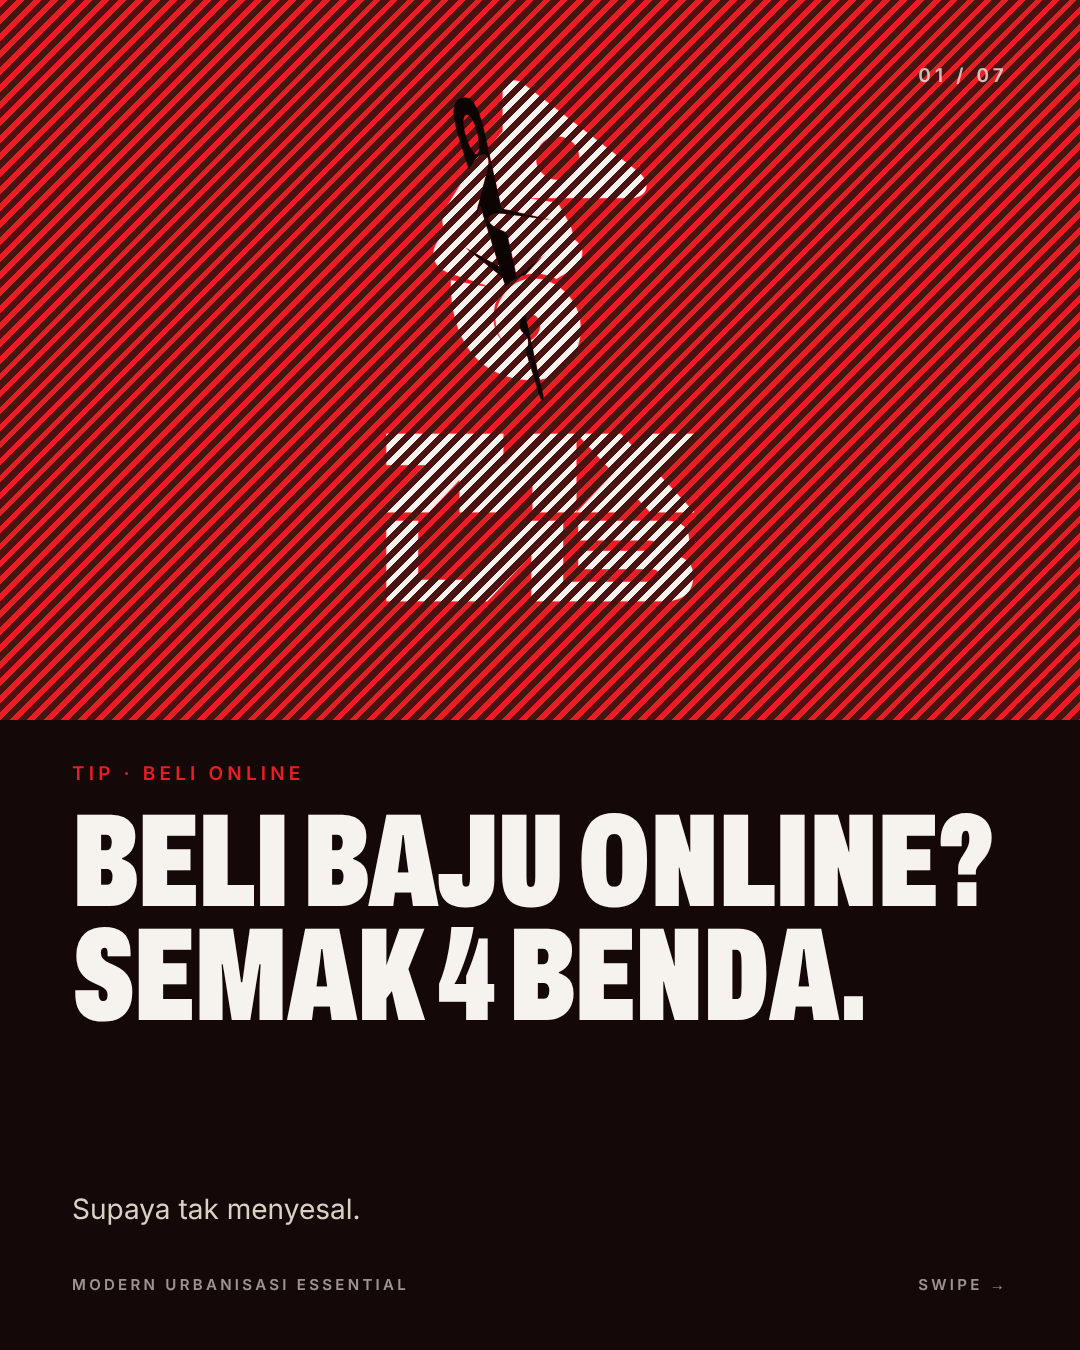 01 / 07
TIP · BELI ONLINE
BELI BAJU ONLINE?
SEMAK 4 BENDA.
Supaya tak menyesal.
MODERN URBANISASI ESSENTIAL
SWIPE →